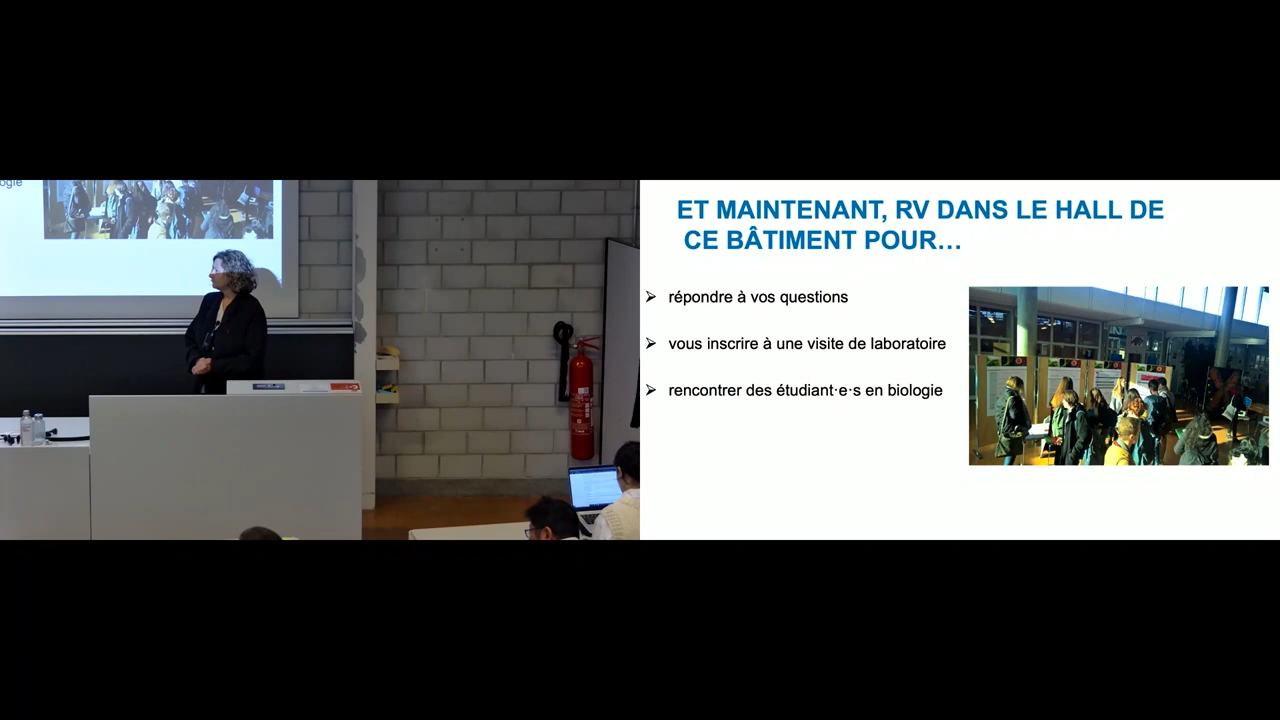 ogie
ET MAINTENANT, RV DANS LE HALL DE
CE BÂTIMENT POUR…
➢ répondre à vos questions
➢ vous inscrire à une visite de laboratoire
➢ rencontrer des étudiant·e·s en biologie